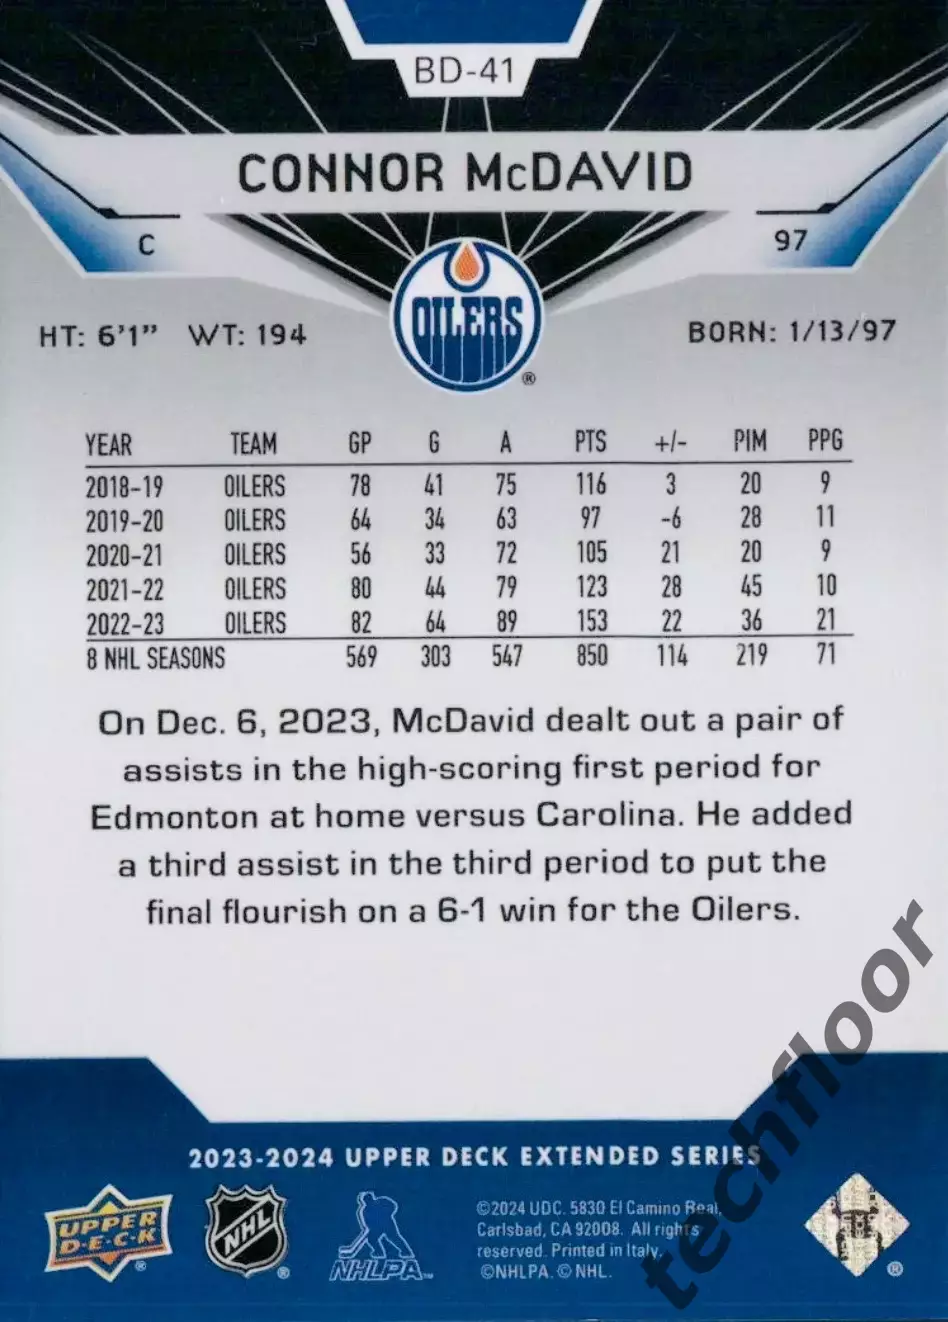 BD-41
CONNOR McDAVID
C 97
OILERS
®
HT: 6'1" WT: 194 BORN: 1/13/97
YEAR TEAM GP G A PTS +/- PIM PPG
2018-19 OILERS 78 41 75 116 3 20 9
2019-20 OILERS 64 34 63 97 -6 28 11
2020-21 OILERS 56 33 72 105 21 20 9
2021-22 OILERS 80 44 79 123 28 45 10
2022-23 OILERS 82 64 89 153 22 36 21
8 NHL SEASONS 569 303 547 850 114 219 71
On Dec. 6, 2023, McDavid dealt out a pair of
assists in the high-scoring first period for
Edmonton at home versus Carolina. He added
a third assist in the third period to put the
final flourish on a 6-1 win for the Oilers.
2023-2024 UPPER DECK EXTENDED SERIES
UPPER
D·E·C·K
®
NHL
®
NHLPA™
©2024 UDC. 5830 El Camino Real,
Carlsbad, CA 92008. All rights
reserved. Printed in Italy.
©NHLPA. © NHL.
®
techfloor